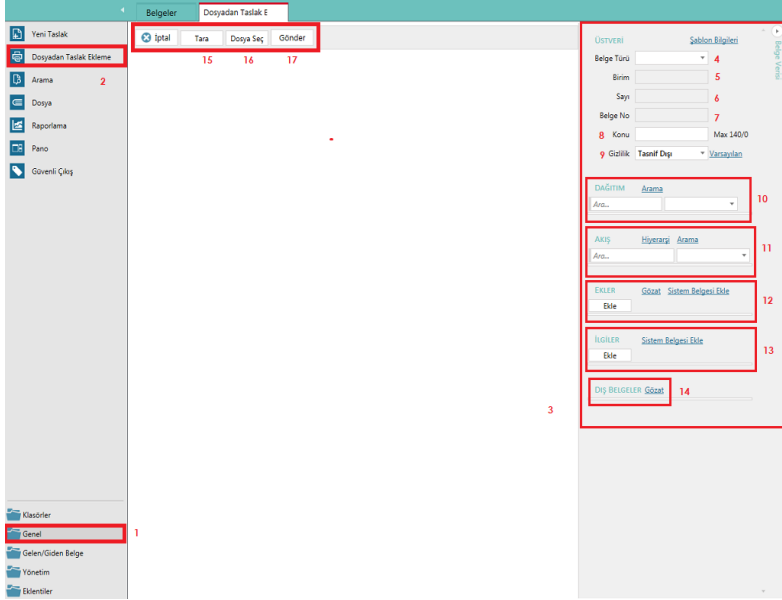 Belgeler Dosyadan Taslak E
Yeni Taslak
Dosyadan Taslak Ekleme
2
Arama
Dosya
Raporlama
Pano
Güvenli Çıkış
Klasörler
Genel
1
Gelen/Giden Belge
Yönetim
Eklentiler
İptal Tara Dosya Seç Gönder
15 16 17
3
ÜSTVERİ Şablon Bilgileri
Belge Türü 4
Birim 5
Sayı 6
Belge No 7
8 Konu Max 140/0
9 Gizlilik Tasnif Dışı Varsayılan
DAĞITIM Arama
Ara...
10
AKIŞ Hiyerarşi Arama
Ara...
11
EKLER Gözat Sistem Belgesi Ekle
Ekle
12
İLGİLER Sistem Belgesi Ekle
Ekle
13
DIŞ BELGELER Gözat 14
Belge Verisi